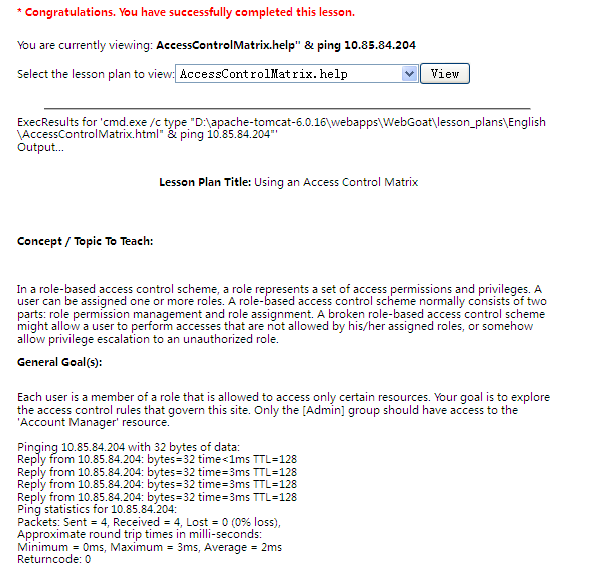 * Congratulations. You have successfully completed this lesson.
You are currently viewing: AccessControlMatrix.help" & ping 10.85.84.204
Select the lesson plan to view: AccessControlMatrix.help View
ExecResults for 'cmd.exe /c type "D:\apache-tomcat-6.0.16\webapps\WebGoat\lesson_plans\English
\AccessControlMatrix.html" & ping 10.85.84.204"'
Output...
Lesson Plan Title: Using an Access Control Matrix
Concept / Topic To Teach:
In a role-based access control scheme, a role represents a set of access permissions and privileges. A
user can be assigned one or more roles. A role-based access control scheme normally consists of two
parts: role permission management and role assignment. A broken role-based access control scheme
might allow a user to perform accesses that are not allowed by his/her assigned roles, or somehow
allow privilege escalation to an unauthorized role.
General Goal(s):
Each user is a member of a role that is allowed to access only certain resources. Your goal is to explore
the access control rules that govern this site. Only the [Admin] group should have access to the
'Account Manager' resource.
Pinging 10.85.84.204 with 32 bytes of data:
Reply from 10.85.84.204: bytes=32 time<1ms TTL=128
Reply from 10.85.84.204: bytes=32 time=3ms TTL=128
Reply from 10.85.84.204: bytes=32 time=3ms TTL=128
Reply from 10.85.84.204: bytes=32 time=3ms TTL=128
Ping statistics for 10.85.84.204:
Packets: Sent = 4, Received = 4, Lost = 0 (0% loss),
Approximate round trip times in milli-seconds:
Minimum = 0ms, Maximum = 3ms, Average = 2ms
Returncode: 0